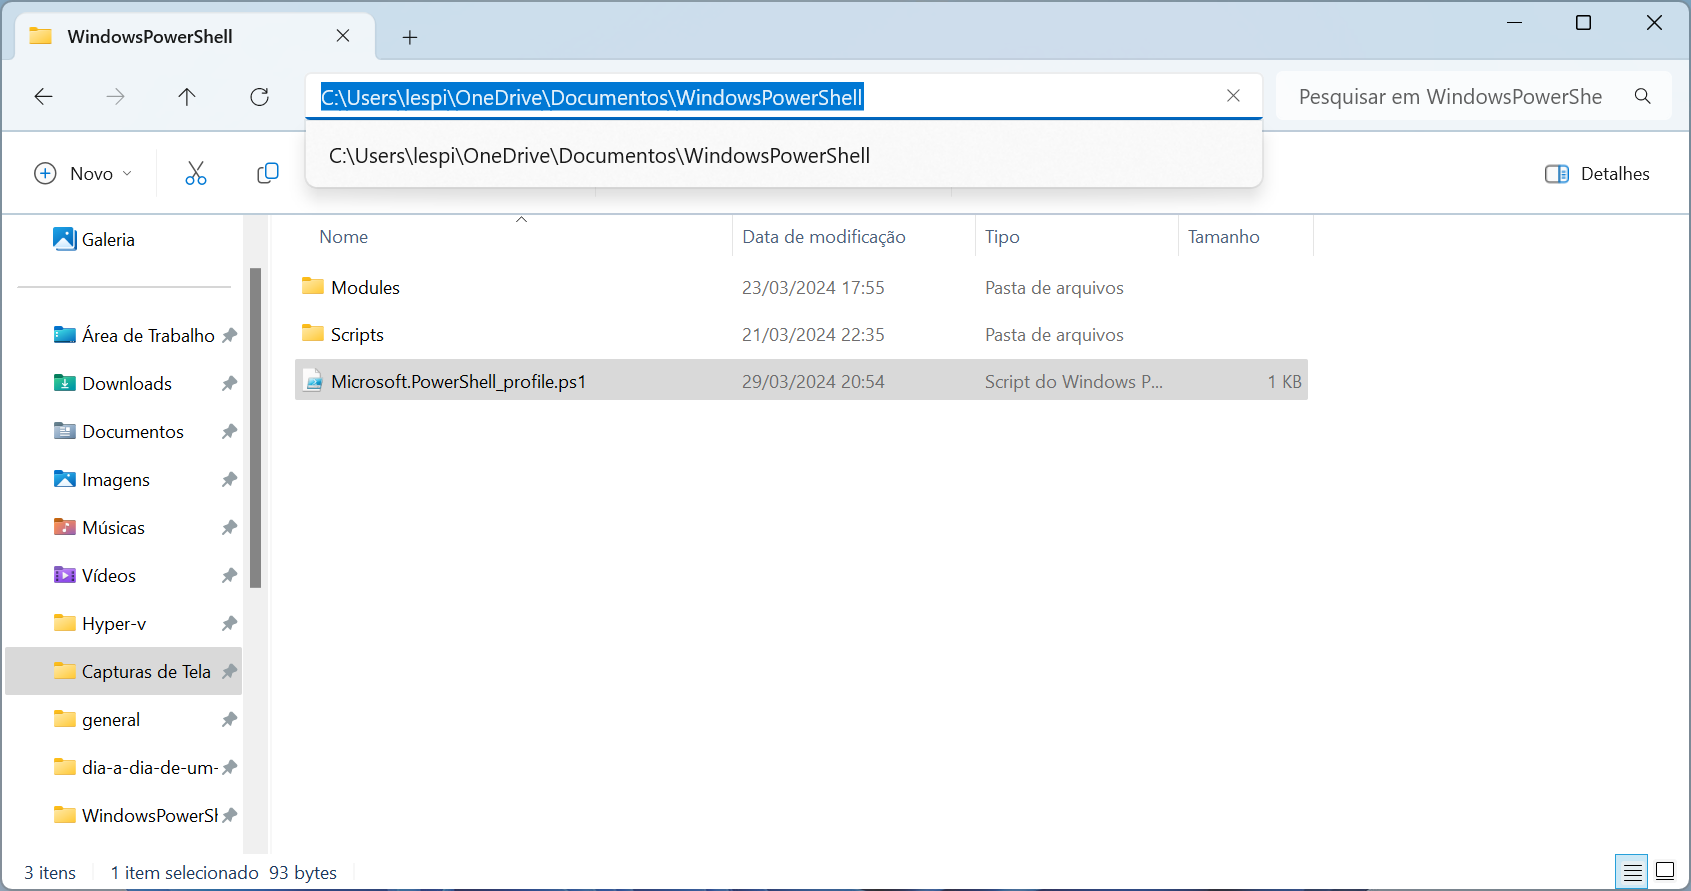 WindowsPowerShell
C:\Users\lespi\OneDrive\Documentos\WindowsPowerShell
Pesquisar em WindowsPowerShe
C:\Users\lespi\OneDrive\Documentos\WindowsPowerShell
Novo
Detalhes
Galeria
Área de Trabalho
Downloads
Documentos
Imagens
Músicas
Vídeos
Hyper-v
Capturas de Tela
general
dia-a-dia-de-um-
WindowsPowerSh
Nome Data de modificação Tipo Tamanho
Modules 23/03/2024 17:55 Pasta de arquivos
Scripts 21/03/2024 22:35 Pasta de arquivos
Microsoft.PowerShell_profile.ps1 29/03/2024 20:54 Script do Windows P... 1 KB
3 itens 1 item selecionado 93 bytes